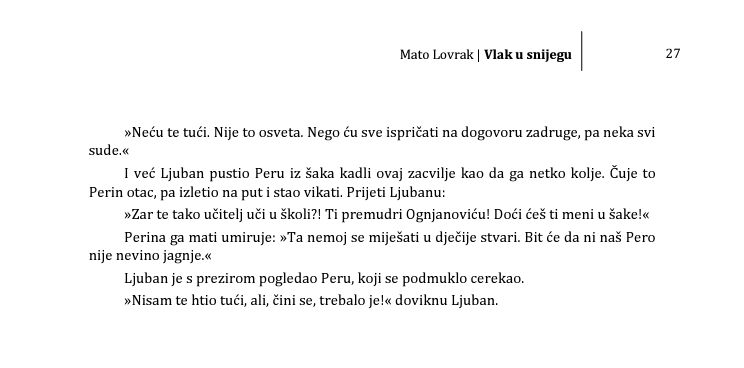 Mato Lovrak | Vlak u snijegu 27
»Neću te tući. Nije to osveta. Nego ću sve ispričati na dogovoru zadruge, pa neka svi
sude.«
I već Ljuban pustio Peru iz šaka kadli ovaj zacvilje kao da ga netko kolje. Čuje to
Perin otac, pa izletio na put i stao vikati. Prijeti Ljubanu:
»Zar te tako učitelj uči u školi?! Ti premudri Ognjanoviću! Doći ćeš ti meni u šake!«
Perina ga mati umiruje: »Ta nemoj se miješati u dječije stvari. Bit će da ni naš Pero
nije nevino jagnje.«
Ljuban je s prezirom pogledao Peru, koji se podmuklo cerekao.
»Nisam te htio tući, ali, čini se, trebalo je!« doviknu Ljuban.